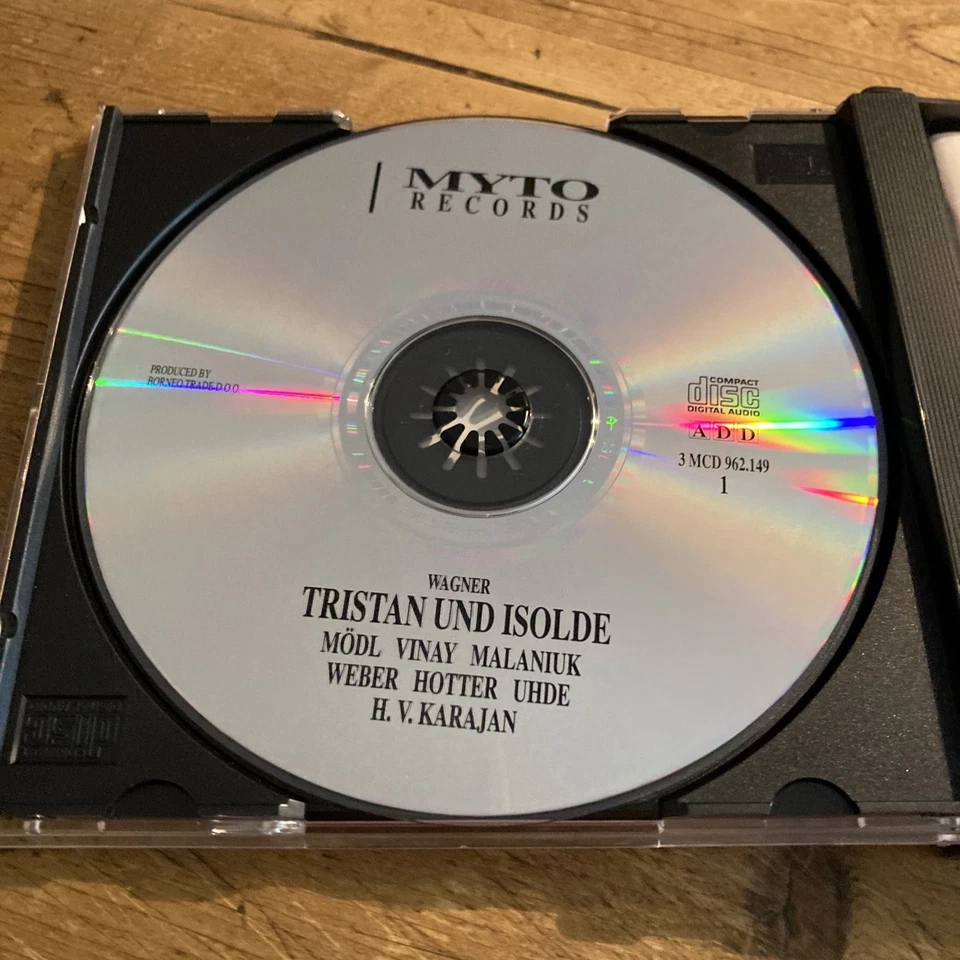 MYTO
RECORDS
PRODUCED BY
BORNEO TRADE D.O.O.
COMPACT
disc
DIGITAL AUDIO
A D D
3 MCD 962.149
1
WAGNER
TRISTAN UND ISOLDE
MÖDL VINAY MALANIUK
WEBER HOTTER UHDE
H. V. KARAJAN